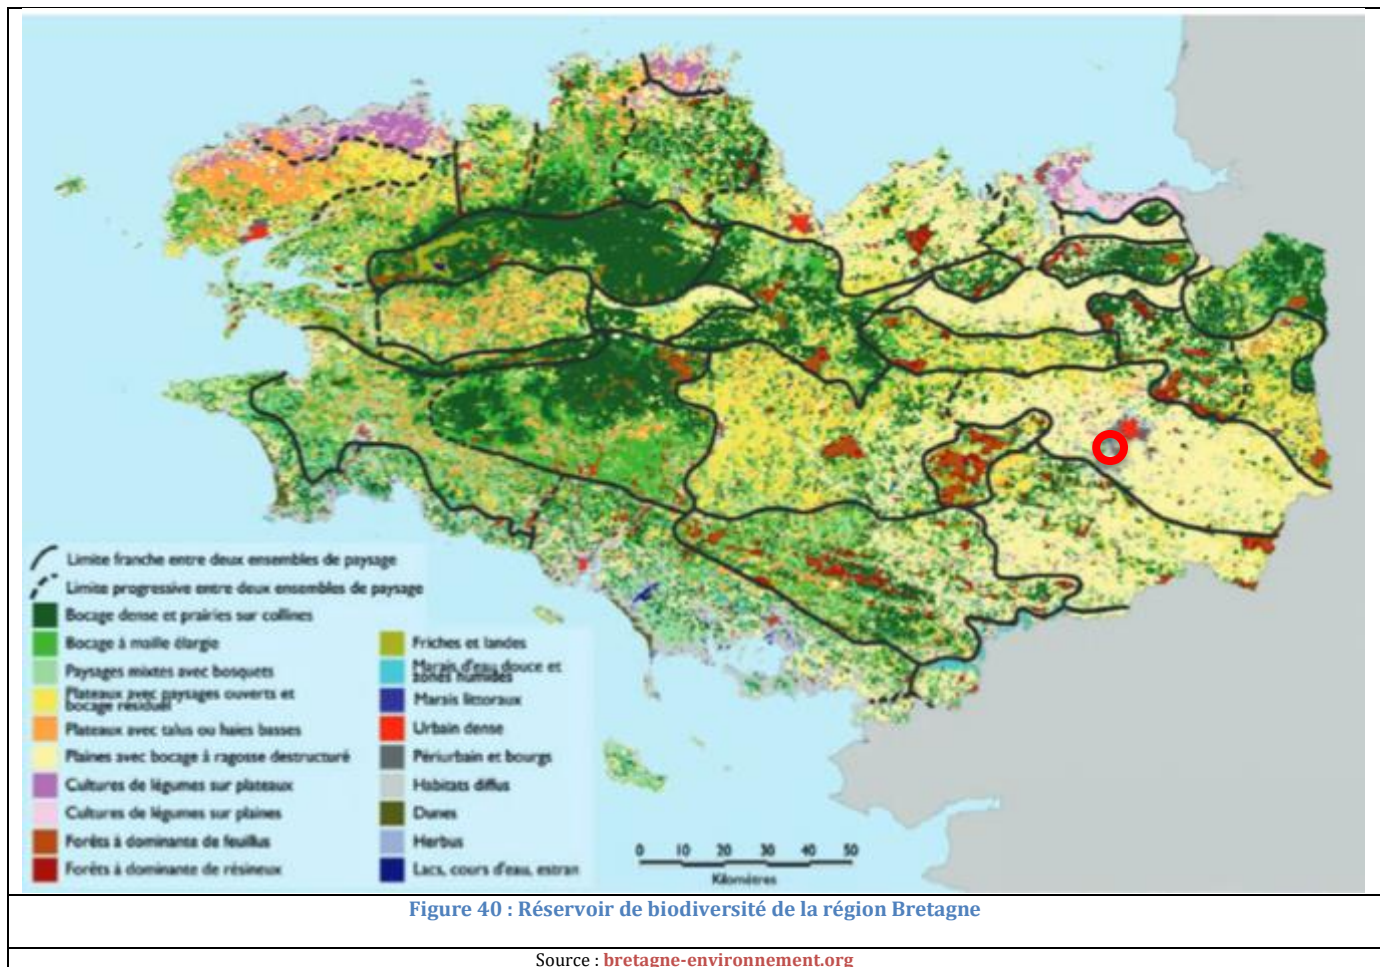 Limite franche entre deux ensembles de paysage
Limite progressive entre deux ensembles de paysage
Bocage dense et prairies sur collines
Bocage à maille élargie
Paysages mixtes avec bosquets
Plateaux avec paysages ouverts et
bocage résiduel
Plateaux avec talus ou haies basses
Plaines avec bocage à ragosse destructuré
Cultures de légumes sur plateaux
Cultures de légumes sur plaines
Forêts à dominante de feuillus
Forêts à dominante de résineux
Friches et landes
Marais d'eau douce et
zones humides
Marais littoraux
Urbain dense
Périurbain et bourgs
Habitats diffus
Dunes
Herbus
Lacs, cours d'eau, estran
0 10 20 30 40 50
Kilomètres
Figure 40 : Réservoir de biodiversité de la région Bretagne
Source : bretagne-environnement.org